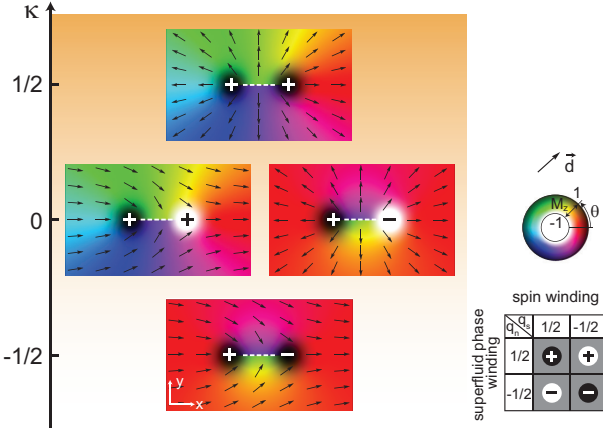 κ
1/2
+ +
0
+ +
+ −
-1/2
+ −
y
x
d
1
M_z
-1
θ
spin winding
q_s
q_n
1/2 -1/2
superfluid phase
winding
1/2 + +
-1/2 − −